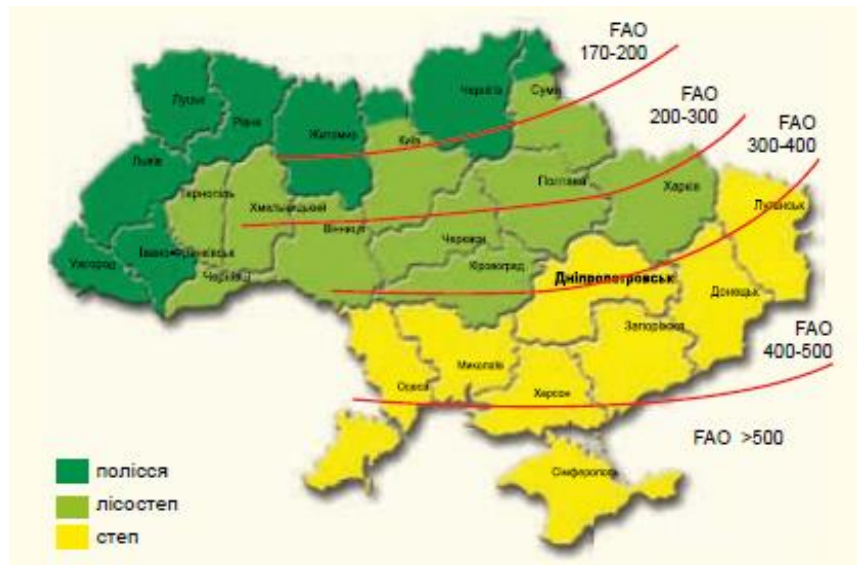 FAO
170-200
FAO
200-300
FAO
300-400
FAO
400-500
FAO >500
Луцьк
Рівне
Житомир
Київ
Чернігів
Суми
Львів
Тернопіль
Хмельницький
Вінниця
Полтава
Харків
Луганськ
Ужгород
Івано-Франківськ
Чернівці
Черкаси
Кіровоград
Дніпропетровськ
Донецьк
Запоріжжя
Одеса
Миколаїв
Херсон
Сімферополь
полісся
лісостеп
степ